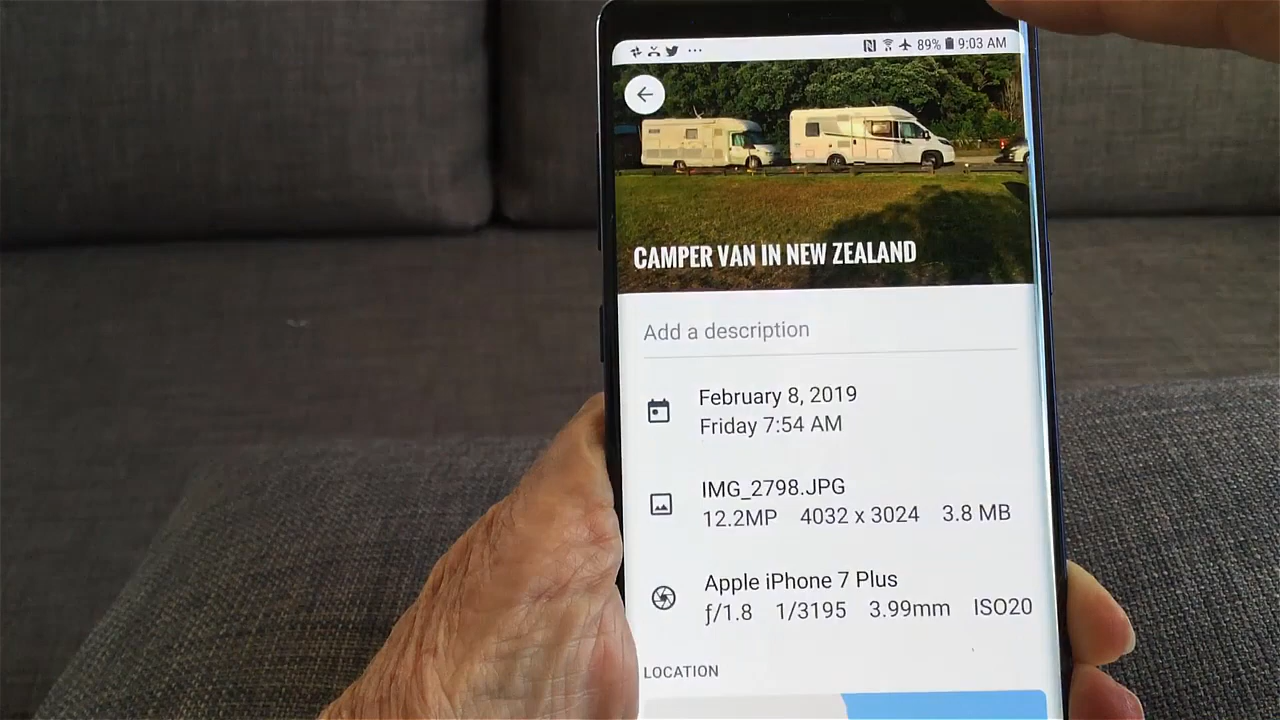 89% 9:03 AM
CAMPER VAN IN NEW ZEALAND
Add a description
February 8, 2019
Friday 7:54 AM
IMG_2798.JPG
12.2MP 4032 x 3024 3.8 MB
Apple iPhone 7 Plus
ƒ/1.8 1/3195 3.99mm ISO20
LOCATION